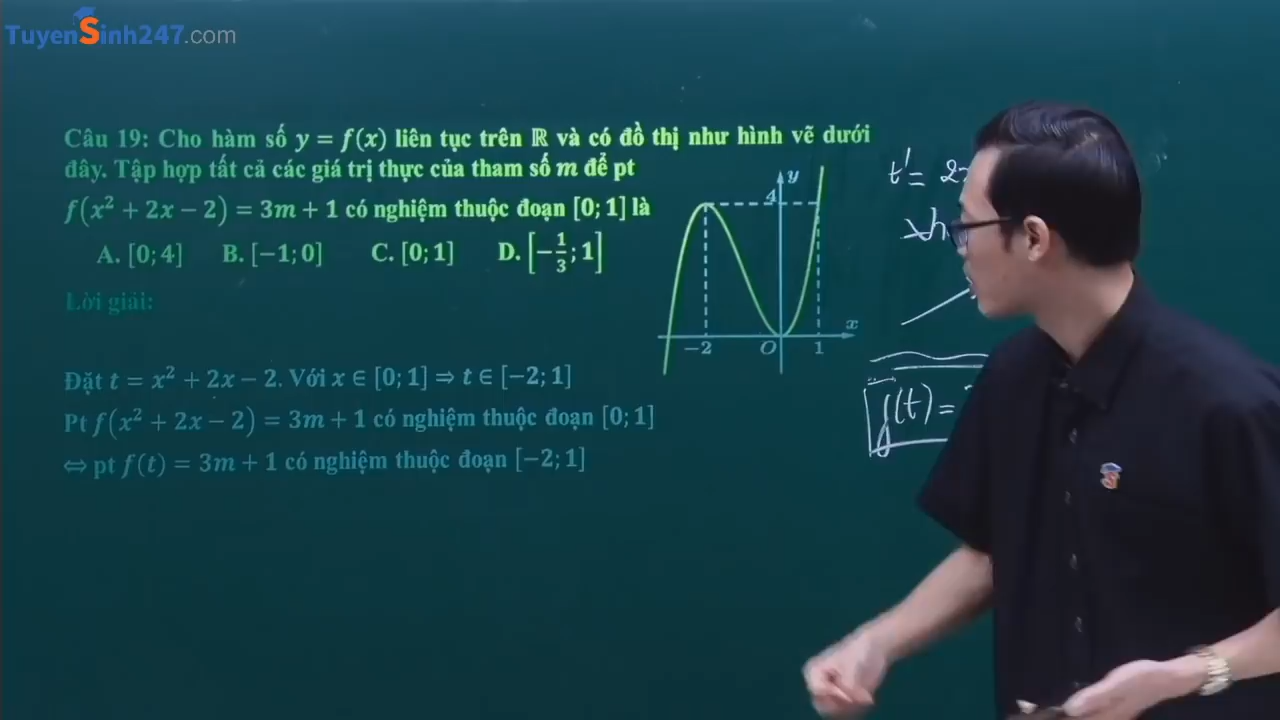 TuyenSinh247.com
Câu 19: Cho hàm số y = f(x) liên tục trên ℝ và có đồ thị như hình vẽ dưới
đây. Tập hợp tất cả các giá trị thực của tham số m để pt
f(x² + 2x − 2) = 3m + 1 có nghiệm thuộc đoạn [0; 1] là
A. [0; 4] B. [−1; 0] C. [0; 1] D. [−1/3; 1]
Lời giải:
Đặt t = x² + 2x − 2. Với x ∈ [0; 1] ⇒ t ∈ [−2; 1]
Pt f(x² + 2x − 2) = 3m + 1 có nghiệm thuộc đoạn [0; 1]
⇔ pt f(t) = 3m + 1 có nghiệm thuộc đoạn [−2; 1]
y
4
x
−2 O 1
t' = 2
f(t) =